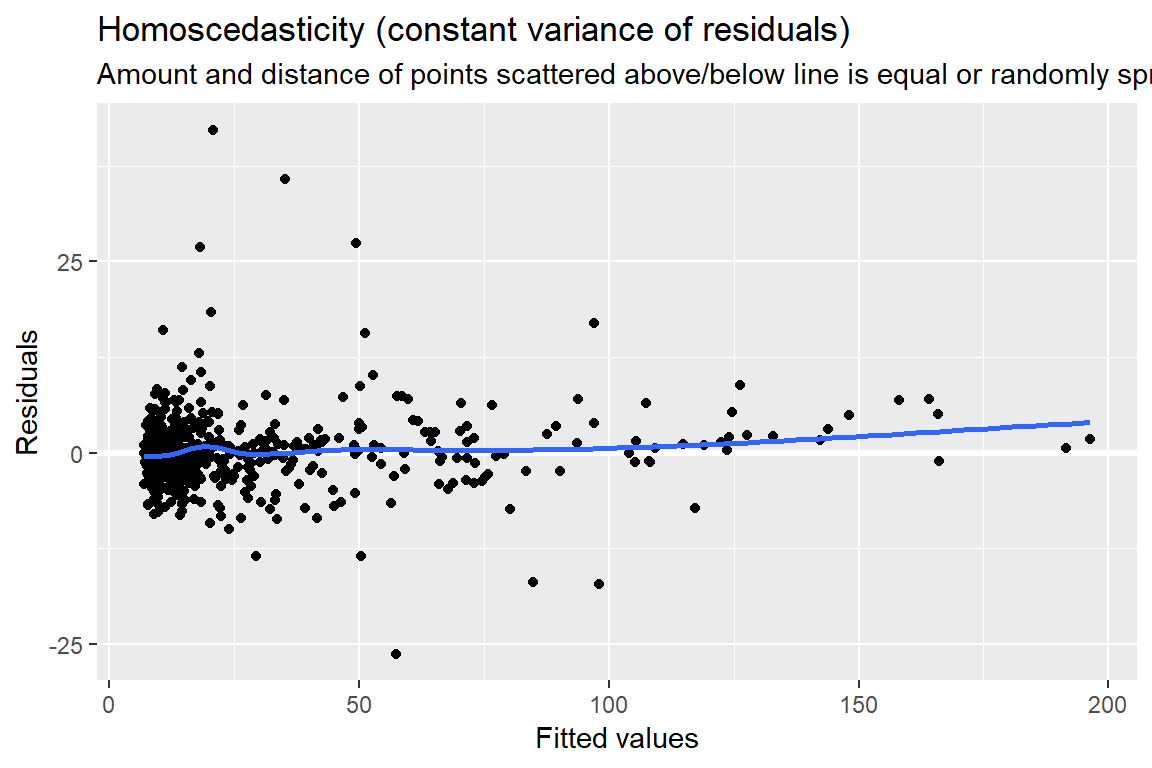 Homoscedasticity (constant variance of residuals)
Amount and distance of points scattered above/below line is equal or randomly spr
Residuals
25
0
-25
0
50
100
150
200
Fitted values